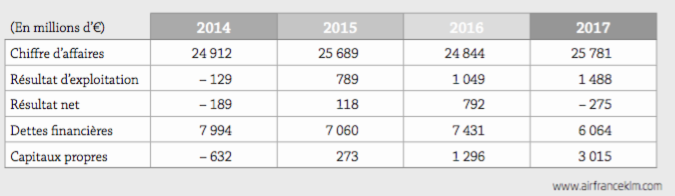 (En millions d'€) 2014 2015 2016 2017
Chiffre d'affaires 24 912 25 689 24 844 25 781
Résultat d'exploitation – 129 789 1 049 1 488
Résultat net – 189 118 792 – 275
Dettes financières 7 994 7 060 7 431 6 064
Capitaux propres – 632 273 1 296 3 015
www.airfranceklm.com